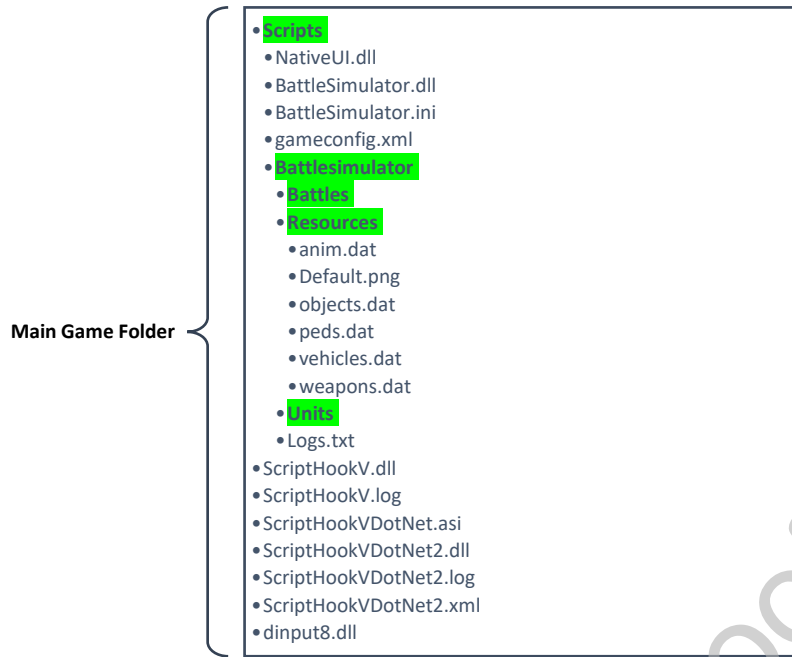 •Scripts
•NativeUI.dll
•BattleSimulator.dll
•BattleSimulator.ini
•gameconfig.xml
•Battlesimulator
•Battles
•Resources
•anim.dat
•Default.png
•objects.dat
•peds.dat
•vehicles.dat
•weapons.dat
•Units
•Logs.txt
•ScriptHookV.dll
•ScriptHookV.log
•ScriptHookVDotNet.asi
•ScriptHookVDotNet2.dll
•ScriptHookVDotNet2.log
•ScriptHookVDotNet2.xml
•dinput8.dll
Main Game Folder